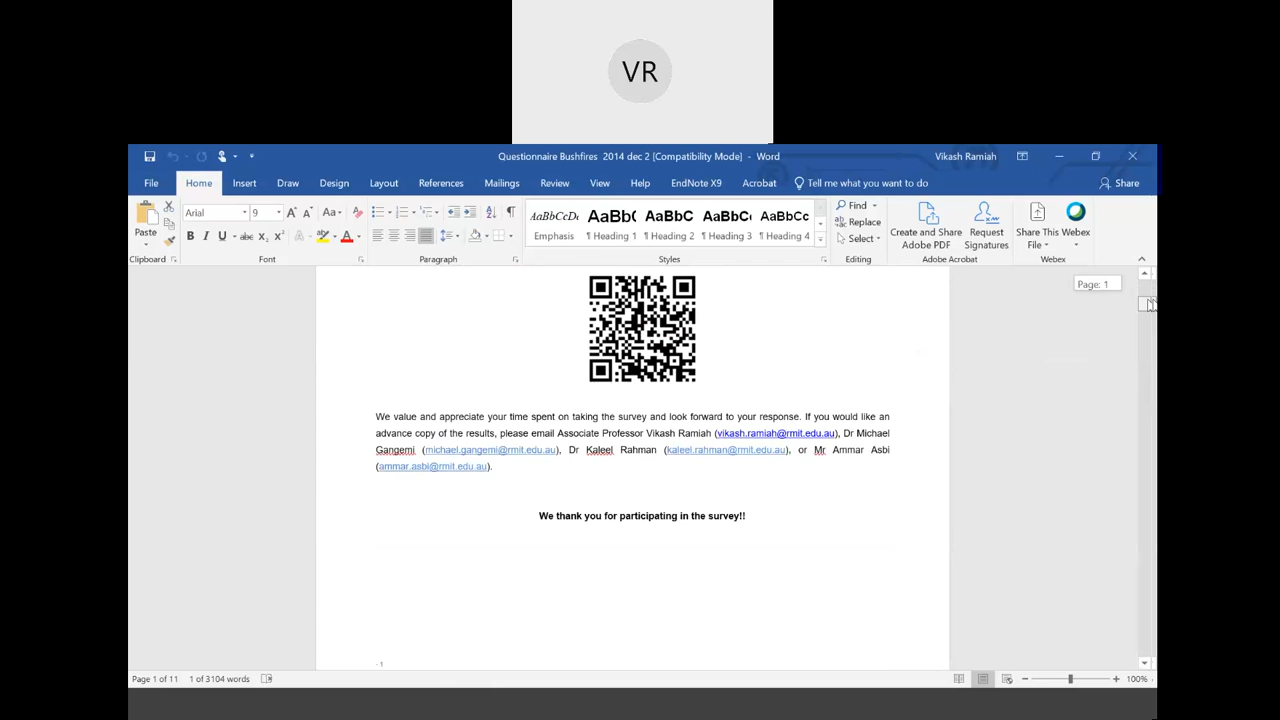 VR
Questionnaire Bushfires 2014 dec 2 [Compatibility Mode] - Word
Vikash Ramiah
File Home Insert Draw Design Layout References Mailings Review View Help EndNote X9 Acrobat Tell me what you want to do Share
Paste
Arial 9
Aa
AaBbCcDc AaBbC AaBbC AaBbCc AaBbCc
Emphasis ¶ Heading 1 ¶ Heading 2 ¶ Heading 3 ¶ Heading 4
Find
Replace
Select
Create and Share Adobe PDF
Request Signatures
Share This File
Webex
Clipboard Font Paragraph Styles Editing Adobe Acrobat Webex
Page: 1
We value and appreciate your time spent on taking the survey and look forward to your response. If you would like an
advance copy of the results, please email Associate Professor Vikash Ramiah (vikash.ramiah@rmit.edu.au), Dr Michael
Gangemi (michael.gangemi@rmit.edu.au), Dr Kaleel Rahman (kaleel.rahman@rmit.edu.au), or Mr Ammar Asbi
(ammar.asbi@rmit.edu.au).
We thank you for participating in the survey!!
- 1
Page 1 of 11 1 of 3104 words 100%